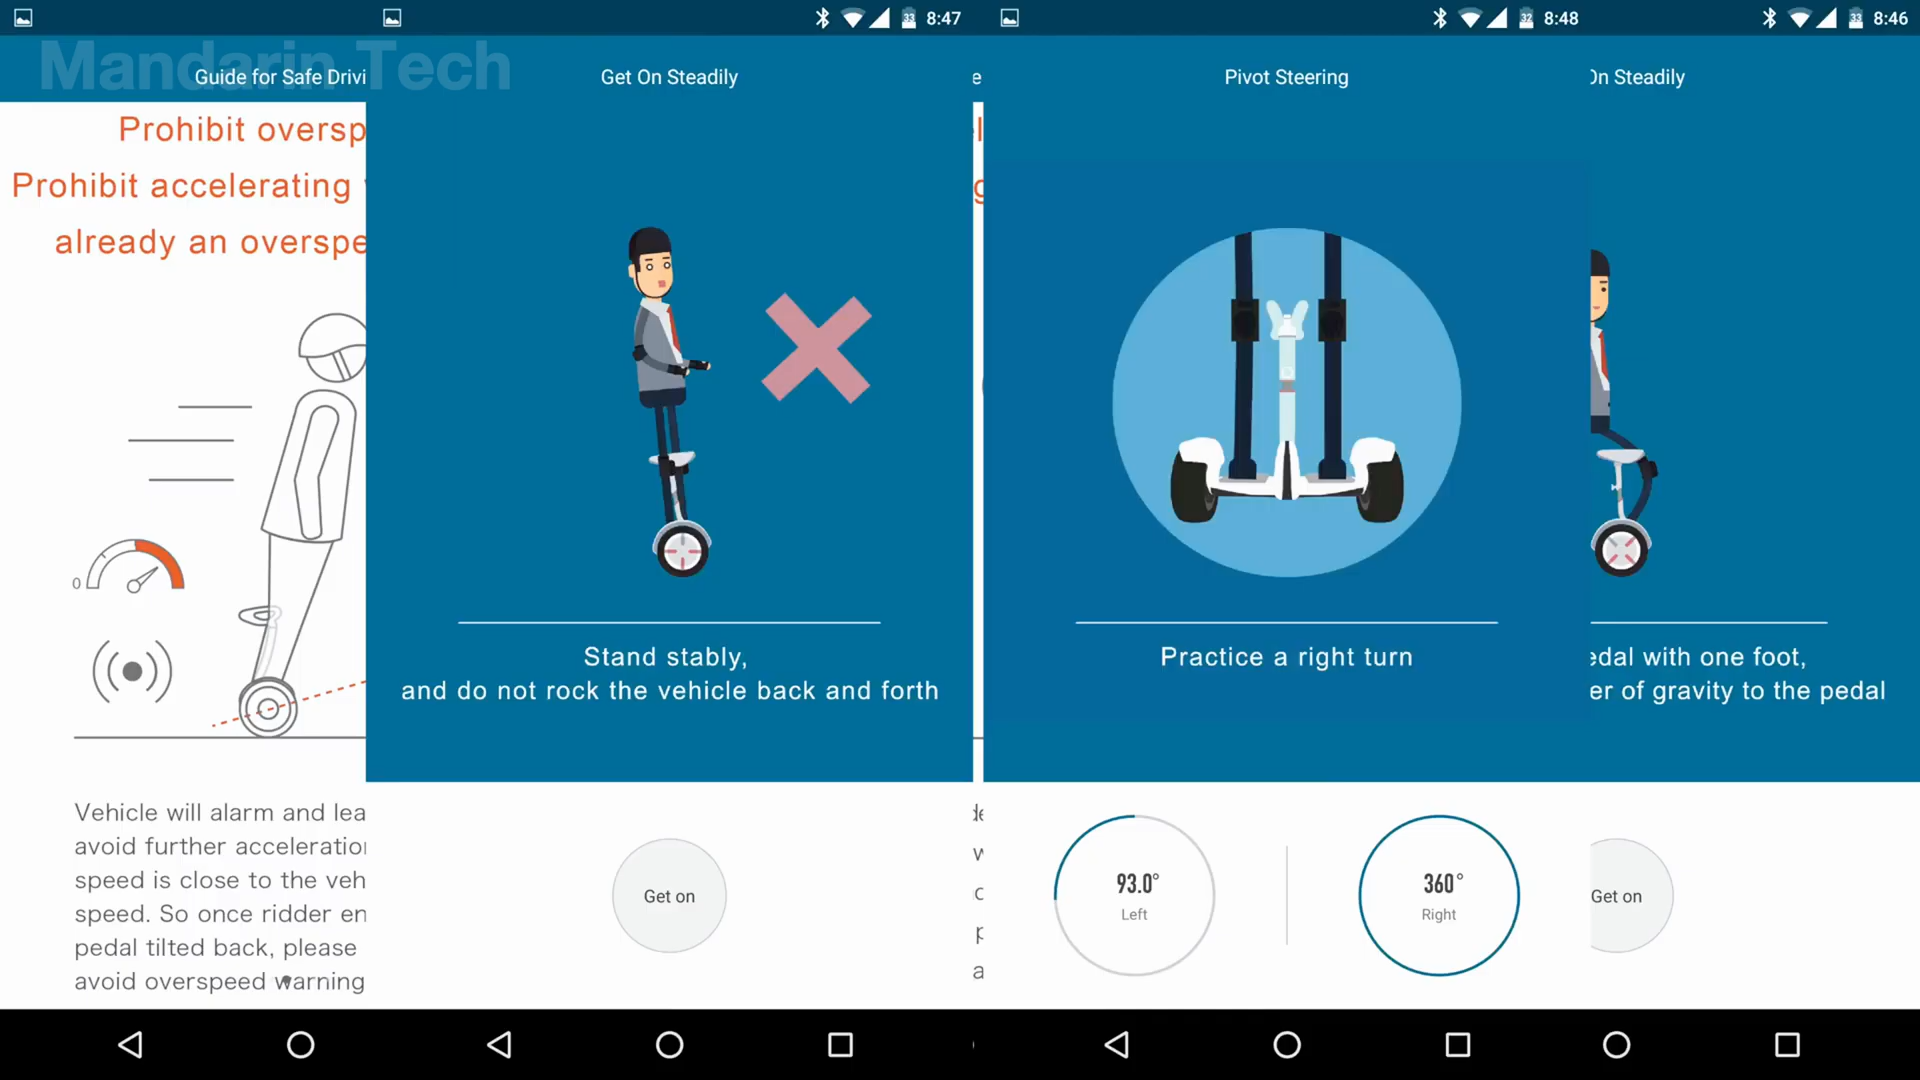 Mandarin Tech
Guide for Safe Drivi
Prohibit oversp
Prohibit accelerating
already an overspe
0
Vehicle will alarm and lea
avoid further acceleratio
speed is close to the veh
speed. So once ridder en
pedal tilted back, please
avoid overspeed warning
33 8:47
Get On Steadily
Stand stably,
and do not rock the vehicle back and forth
Get on
32 8:48
Pivot Steering
Practice a right turn
93.0°
Left
360°
Right
33 8:46
On Steadily
edal with one foot,
er of gravity to the pedal
Get on